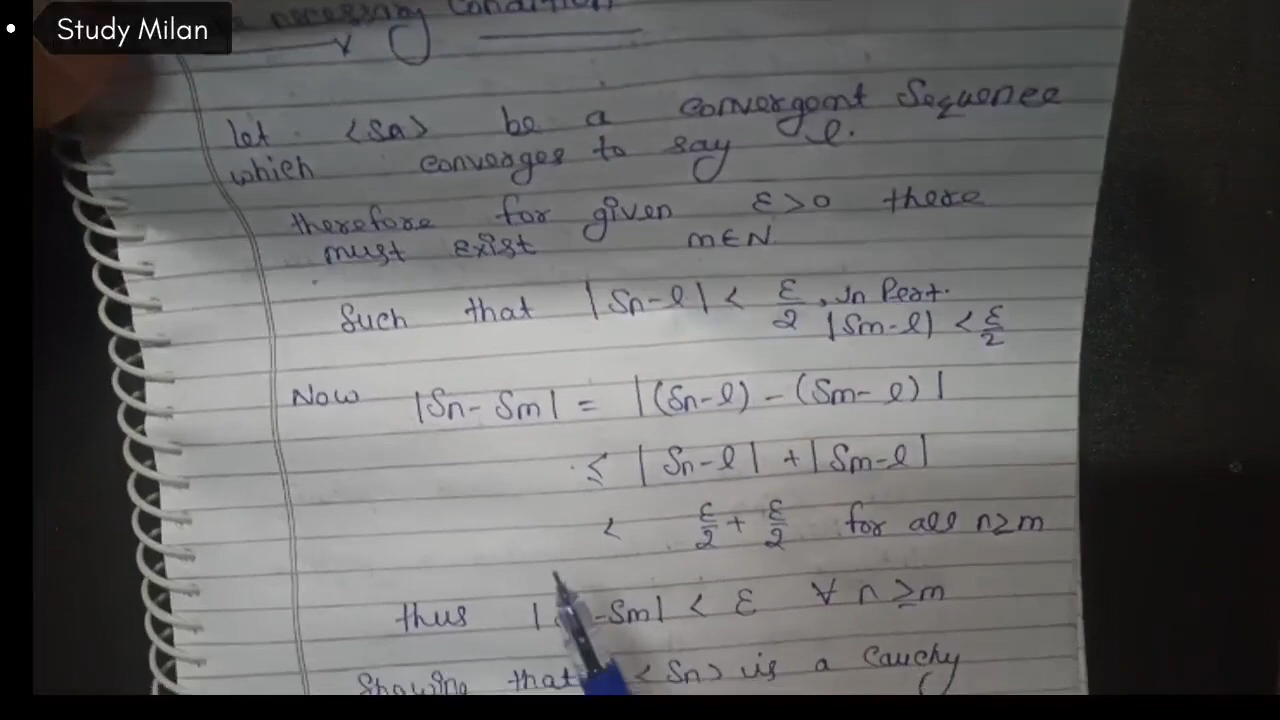 Study Milan
necessary condition
let <Sn> be a convergent Sequence
which converges to say l.
therefore for given ε>0 there
must exist m∈N
Such that |Sn-l| < ε/2, in Part.
|Sm-l| < ε/2
Now |Sn- Sm| = |(Sn-l) - (Sm- l)|
≤ |Sn-l| + |Sm-l|
< ε/2 + ε/2 for all n≥m
thus | -Sm| < ε ∀ n ≥m
Showing that <Sn> is a Cauchy